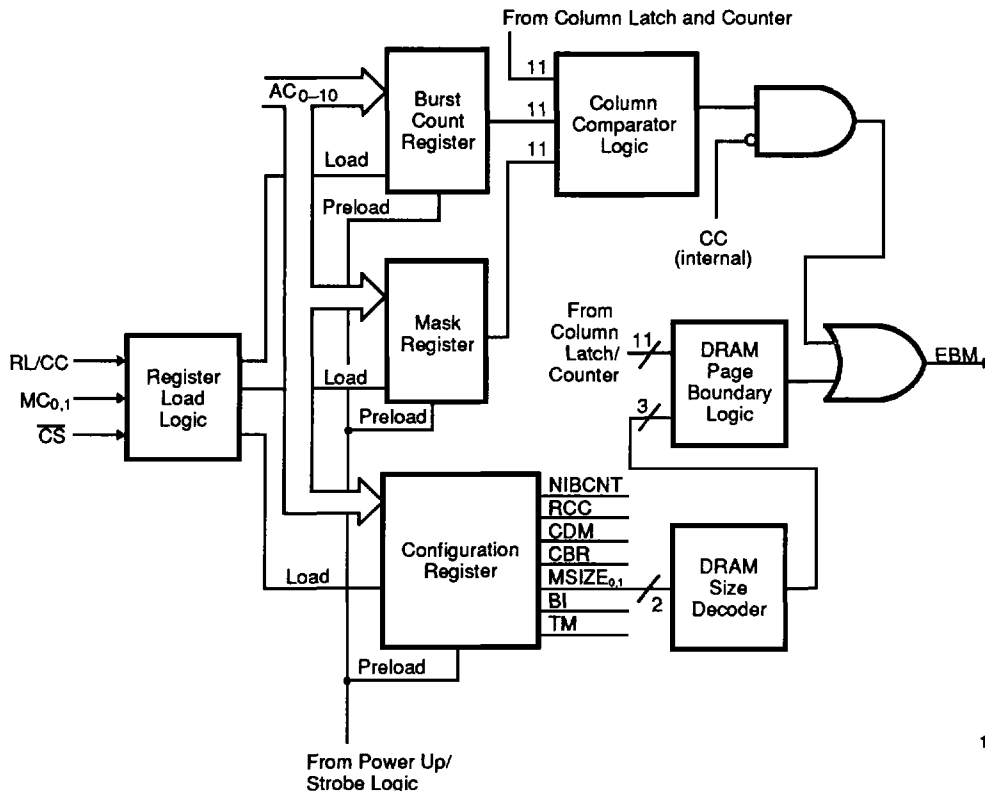 From Column Latch and Counter
11
AC0–10
Burst
Count
Register
11
Column
Comparator
Logic
11
Load
Preload
CC
(internal)
Mask
Register
From
Column
Latch/
Counter
11
DRAM
Page
Boundary
Logic
EBM
RL/CC
MC0,1
CS
Register
Load
Logic
Load
Preload
3
Configuration
Register
NIBCNT
RCC
CDM
CBR
MSIZE0,1
BI
TM
2
DRAM
Size
Decoder
Load
Preload
From Power Up/
Strobe Logic
1